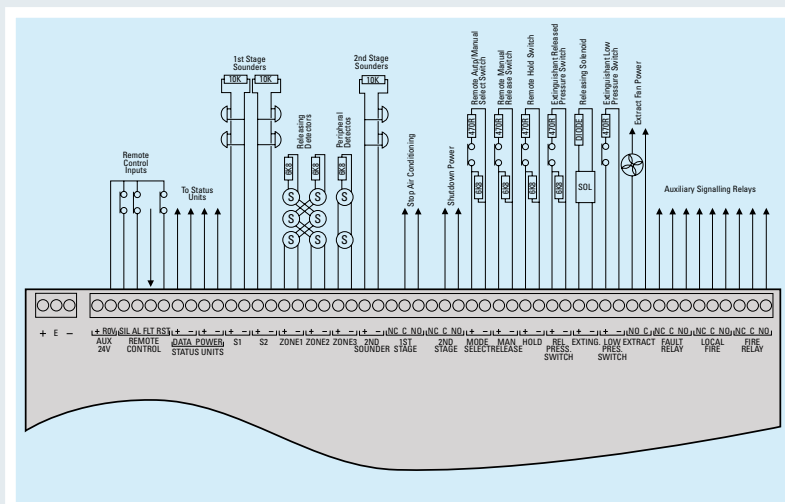 1st Stage
Sounders
10K
10K
2nd Stage
Sounders
10K
Remote
Control
Inputs
To Status
Units
Releasing
Detectors
Peripheral
Detectos
6K8
6K8
6K8
S
S
S
S
S
S
S
S
Stop Air Conditioning
Shutdown Power
Remote Auto/Manual
Select Switch
Remote Manual
Release Switch
Remote Hold Switch
Extinguishant Released
Pressure Switch
Releasing Solenoid
Extinguishant Low
Pressure Switch
Extract Fan Power
470R
470R
470R
470R
DIODE
470R
6K8
6K8
6K8
6K8
SOL
Auxiliary Signalling Relays
+ E −
+ ROV
AUX
24V
SIL AL FLT RST
REMOTE
CONTROL
+ − + −
DATA POWER
STATUS UNITS
+ −
S1
+ −
S2
+ −
ZONE1
+ −
ZONE2
+ −
ZONE3
+ −
2ND
SOUNDER
NC C NO
1ST
STAGE
NC C NO
2ND
STAGE
+ −
MODE
SELECT
+ −
MAN
RELEASE
+ −
HOLD
+ −
REL
PRESS.
SWITCH
+ −
EXTING.
+ −
LOW
PRES.
SWITCH
NO C
EXTRACT
NC C NO
FAULT
RELAY
NC C NO
LOCAL
FIRE
NC C NO
FIRE
RELAY